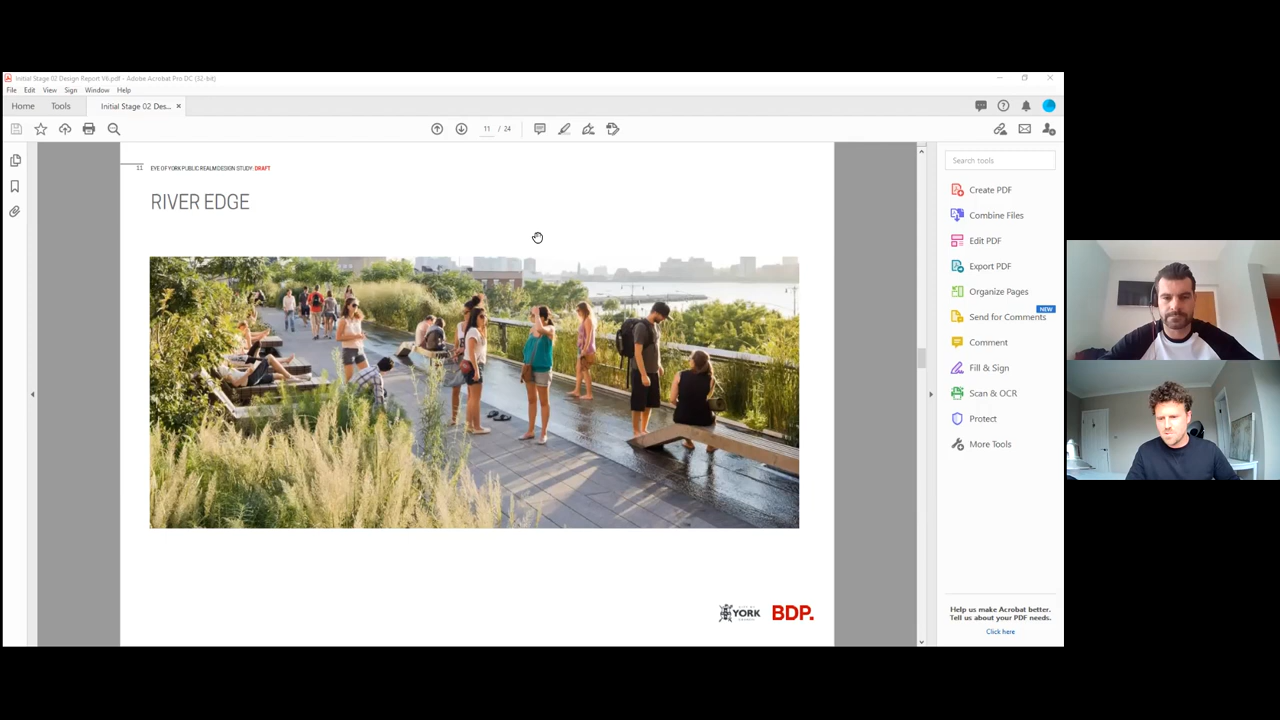 Initial Stage 02 Design Report V6.pdf - Adobe Acrobat Pro DC (32-bit)
File Edit View Sign Window Help
Home Tools Initial Stage 02 Des... ×
11 / 24
11 EYE OF YORK PUBLIC REALM DESIGN STUDY: DRAFT
RIVER EDGE
YORK
BDP.
Search tools
Create PDF
Combine Files
Edit PDF
Export PDF
Organize Pages
NEW
Send for Comments
Comment
Fill & Sign
Scan & OCR
Protect
More Tools
Help us make Acrobat better.
Tell us about your PDF needs.
Click here